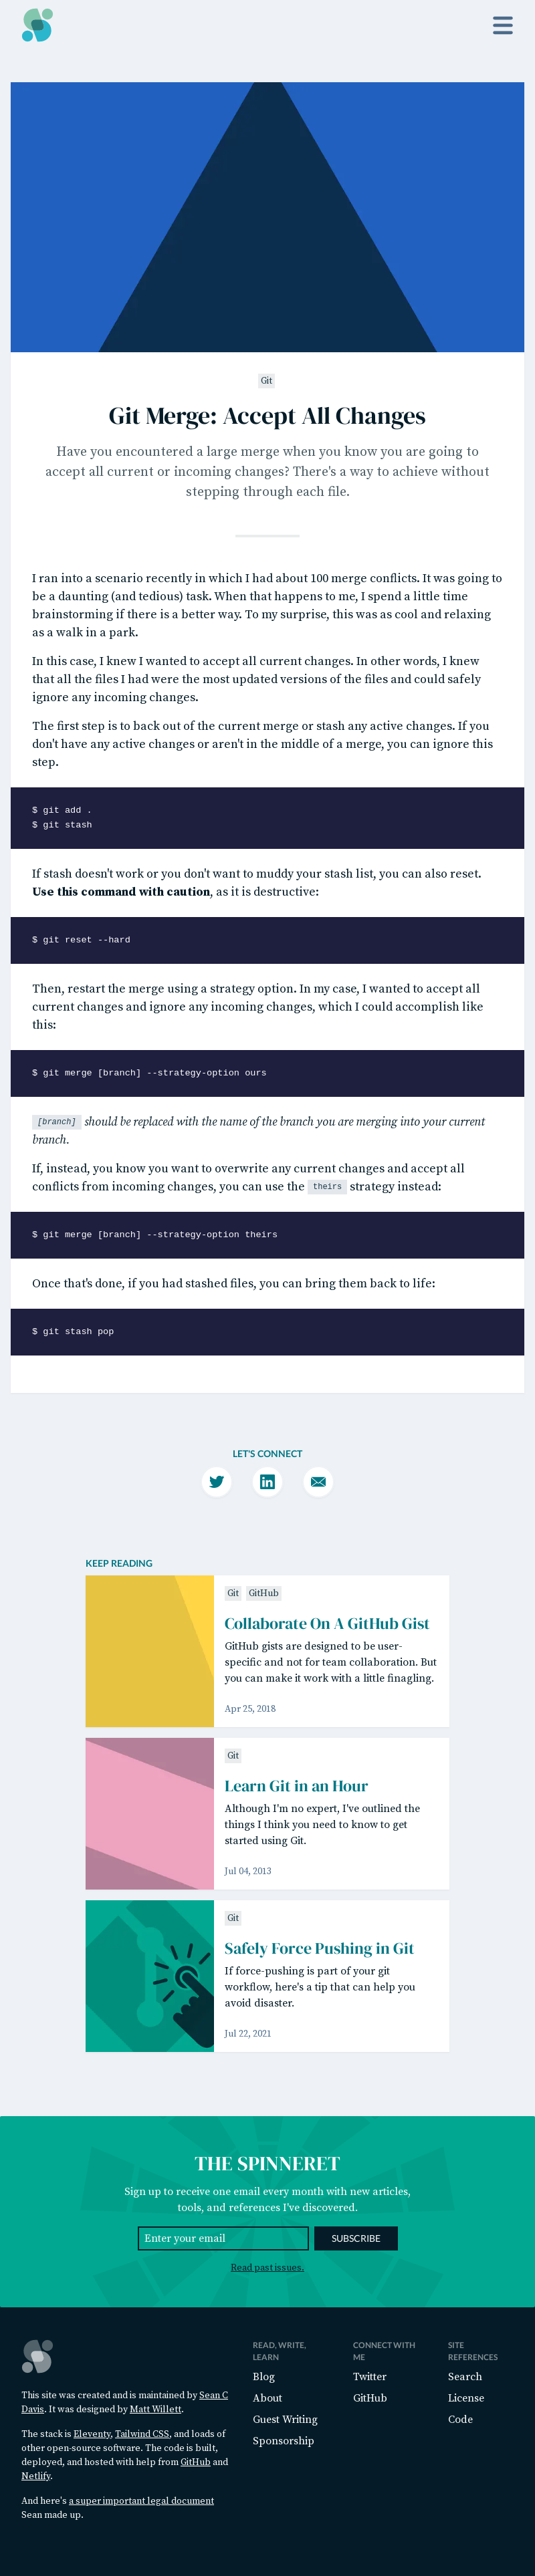 Git
Git Merge: Accept All Changes
Have you encountered a large merge when you know you are going to
accept all current or incoming changes? There's a way to achieve without
stepping through each file.
I ran into a scenario recently in which I had about 100 merge conflicts. It was going to
be a daunting (and tedious) task. When that happens to me, I spend a little time
brainstorming if there is a better way. To my surprise, this was as cool and relaxing
as a walk in a park.
In this case, I knew I wanted to accept all current changes. In other words, I knew
that all the files I had were the most updated versions of the files and could safely
ignore any incoming changes.
The first step is to back out of the current merge or stash any active changes. If you
don't have any active changes or aren't in the middle of a merge, you can ignore this
step.
$ git add .
$ git stash
If stash doesn't work or you don't want to muddy your stash list, you can also reset.
Use this command with caution, as it is destructive:
$ git reset --hard
Then, restart the merge using a strategy option. In my case, I wanted to accept all
current changes and ignore any incoming changes, which I could accomplish like
this:
$ git merge [branch] --strategy-option ours
[branch] should be replaced with the name of the branch you are merging into your current
branch.
If, instead, you know you want to overwrite any current changes and accept all
conflicts from incoming changes, you can use the theirs strategy instead:
$ git merge [branch] --strategy-option theirs
Once that's done, if you had stashed files, you can bring them back to life:
$ git stash pop
LET'S CONNECT
KEEP READING
Git GitHub
Collaborate On A GitHub Gist
GitHub gists are designed to be user-
specific and not for team collaboration. But
you can make it work with a little finagling.
Apr 25, 2018
Git
Learn Git in an Hour
Although I'm no expert, I've outlined the
things I think you need to know to get
started using Git.
Jul 04, 2013
Git
Safely Force Pushing in Git
If force-pushing is part of your git
workflow, here's a tip that can help you
avoid disaster.
Jul 22, 2021
THE SPINNERET
Sign up to receive one email every month with new articles,
tools, and references I've discovered.
Enter your email SUBSCRIBE
Read past issues.
This site was created and is maintained by Sean C
Davis. It was designed by Matt Willett.
The stack is Eleventy, Tailwind CSS, and loads of
other open-source software. The code is built,
deployed, and hosted with help from GitHub and
Netlify.
And here's a super important legal document
Sean made up.
READ, WRITE,
LEARN
Blog
About
Guest Writing
Sponsorship
CONNECT WITH
ME
Twitter
GitHub
SITE
REFERENCES
Search
License
Code